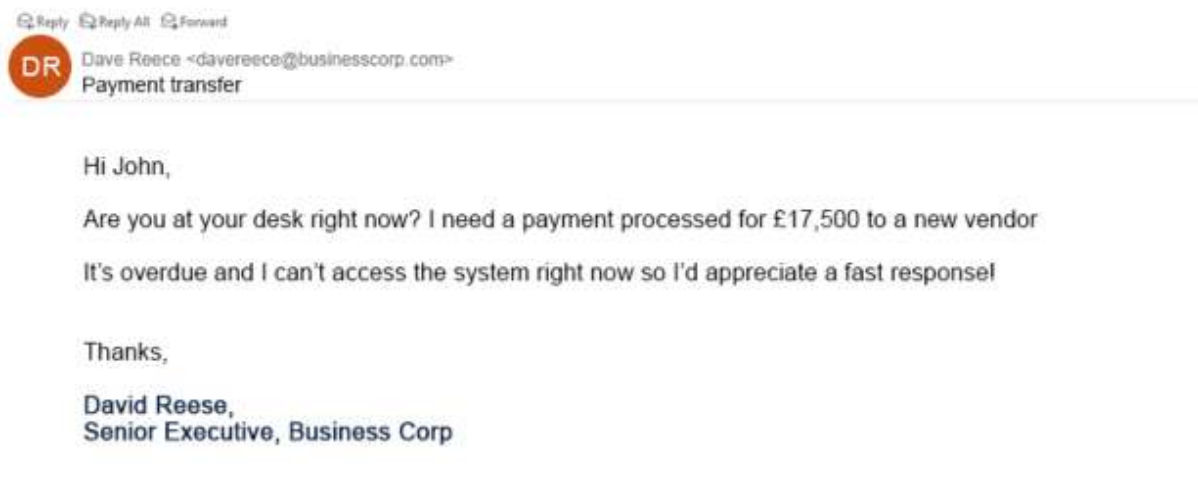 Reply Reply All Forward
DR
Dave Reece <davereece@businesscorp.com>
Payment transfer
Hi John,
Are you at your desk right now? I need a payment processed for £17,500 to a new vendor
It's overdue and I can't access the system right now so I'd appreciate a fast response!
Thanks,
David Reese,
Senior Executive, Business Corp